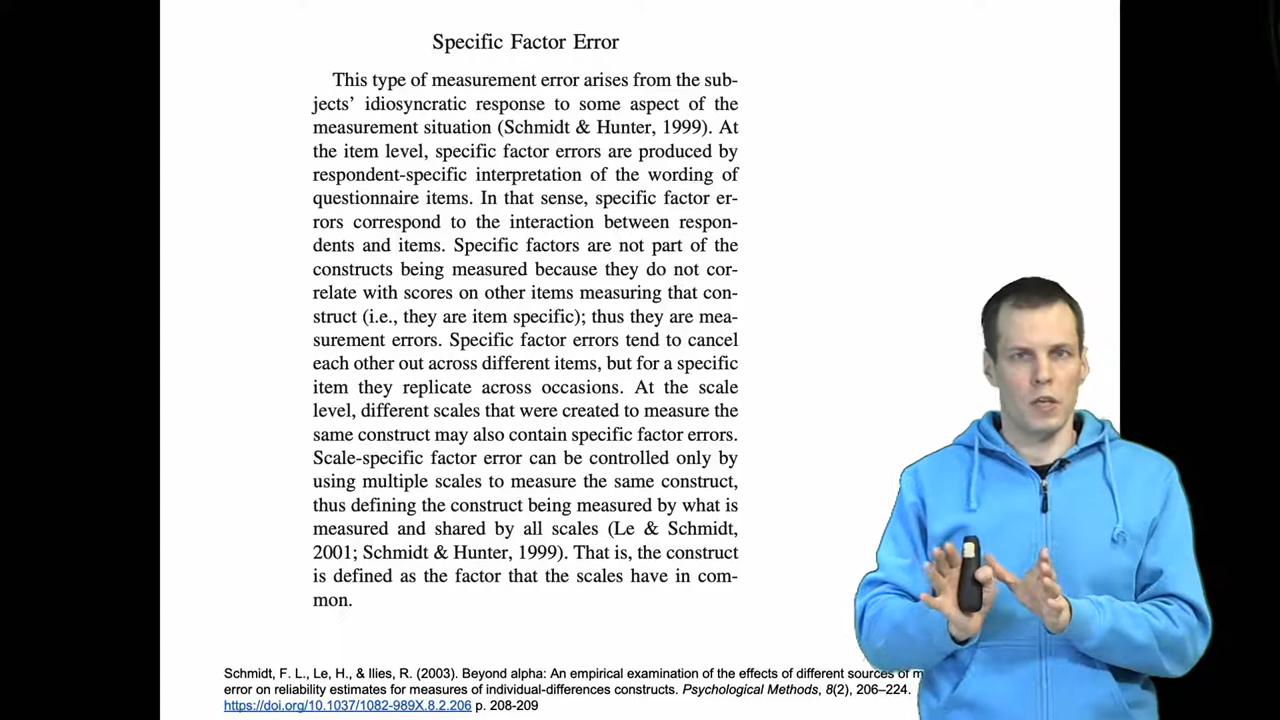 Specific Factor Error
This type of measurement error arises from the sub-
jects' idiosyncratic response to some aspect of the
measurement situation (Schmidt & Hunter, 1999). At
the item level, specific factor errors are produced by
respondent-specific interpretation of the wording of
questionnaire items. In that sense, specific factor er-
rors correspond to the interaction between respon-
dents and items. Specific factors are not part of the
constructs being measured because they do not cor-
relate with scores on other items measuring that con-
struct (i.e., they are item specific); thus they are mea-
surement errors. Specific factor errors tend to cancel
each other out across different items, but for a specific
item they replicate across occasions. At the scale
level, different scales that were created to measure the
same construct may also contain specific factor errors.
Scale-specific factor error can be controlled only by
using multiple scales to measure the same construct,
thus defining the construct being measured by what is
measured and shared by all scales (Le & Schmidt,
2001; Schmidt & Hunter, 1999). That is, the construct
is defined as the factor that the scales have in com-
mon.
Schmidt, F. L., Le, H., & Ilies, R. (2003). Beyond alpha: An empirical examination of the effects of different sources of
error on reliability estimates for measures of individual-differences constructs. Psychological Methods, 8(2), 206–224.
https://doi.org/10.1037/1082-989X.8.2.206 p. 208-209